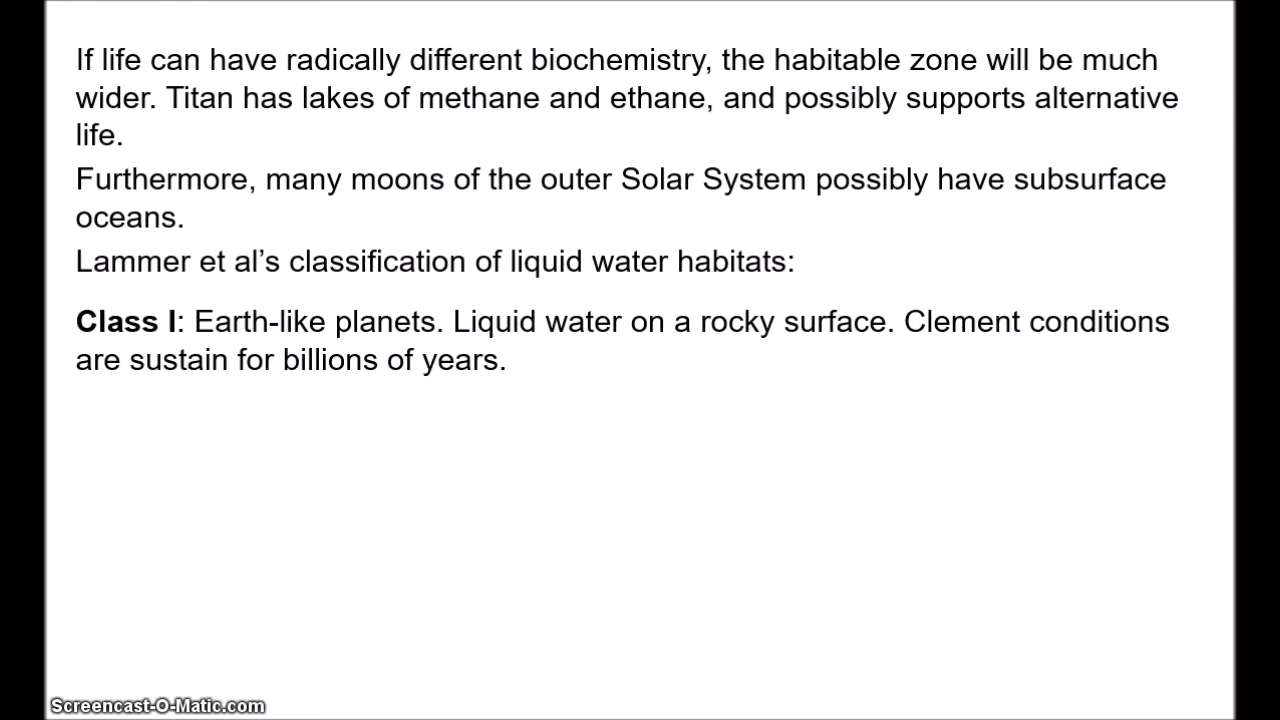 If life can have radically different biochemistry, the habitable zone will be much
wider. Titan has lakes of methane and ethane, and possibly supports alternative
life.
Furthermore, many moons of the outer Solar System possibly have subsurface
oceans.
Lammer et al’s classification of liquid water habitats:
Class I: Earth-like planets. Liquid water on a rocky surface. Clement conditions
are sustain for billions of years.
Screencast-O-Matic.com